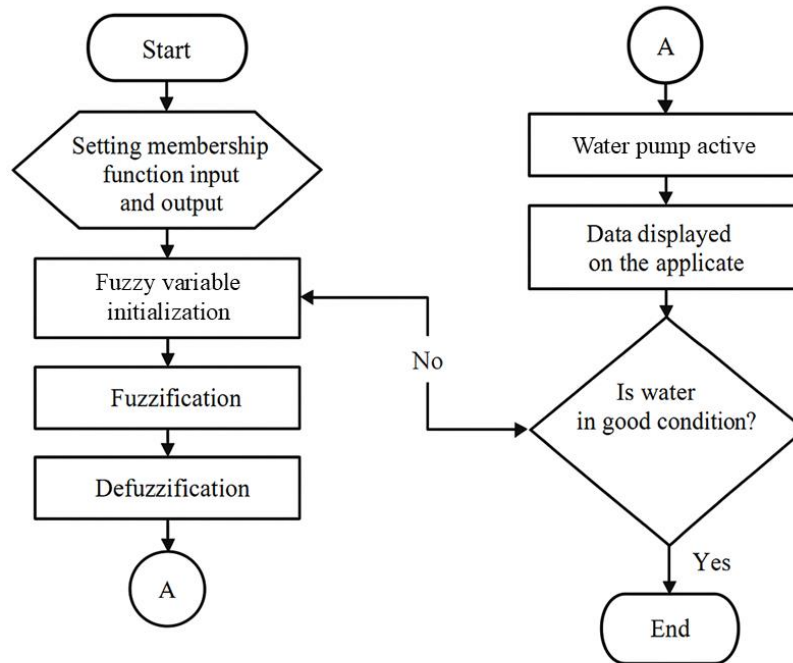 Start
Setting membership
function input
and output
Fuzzy variable
initialization
Fuzzification
Defuzzification
A
A
Water pump active
Data displayed
on the applicate
Is water
in good condition?
No
Yes
End